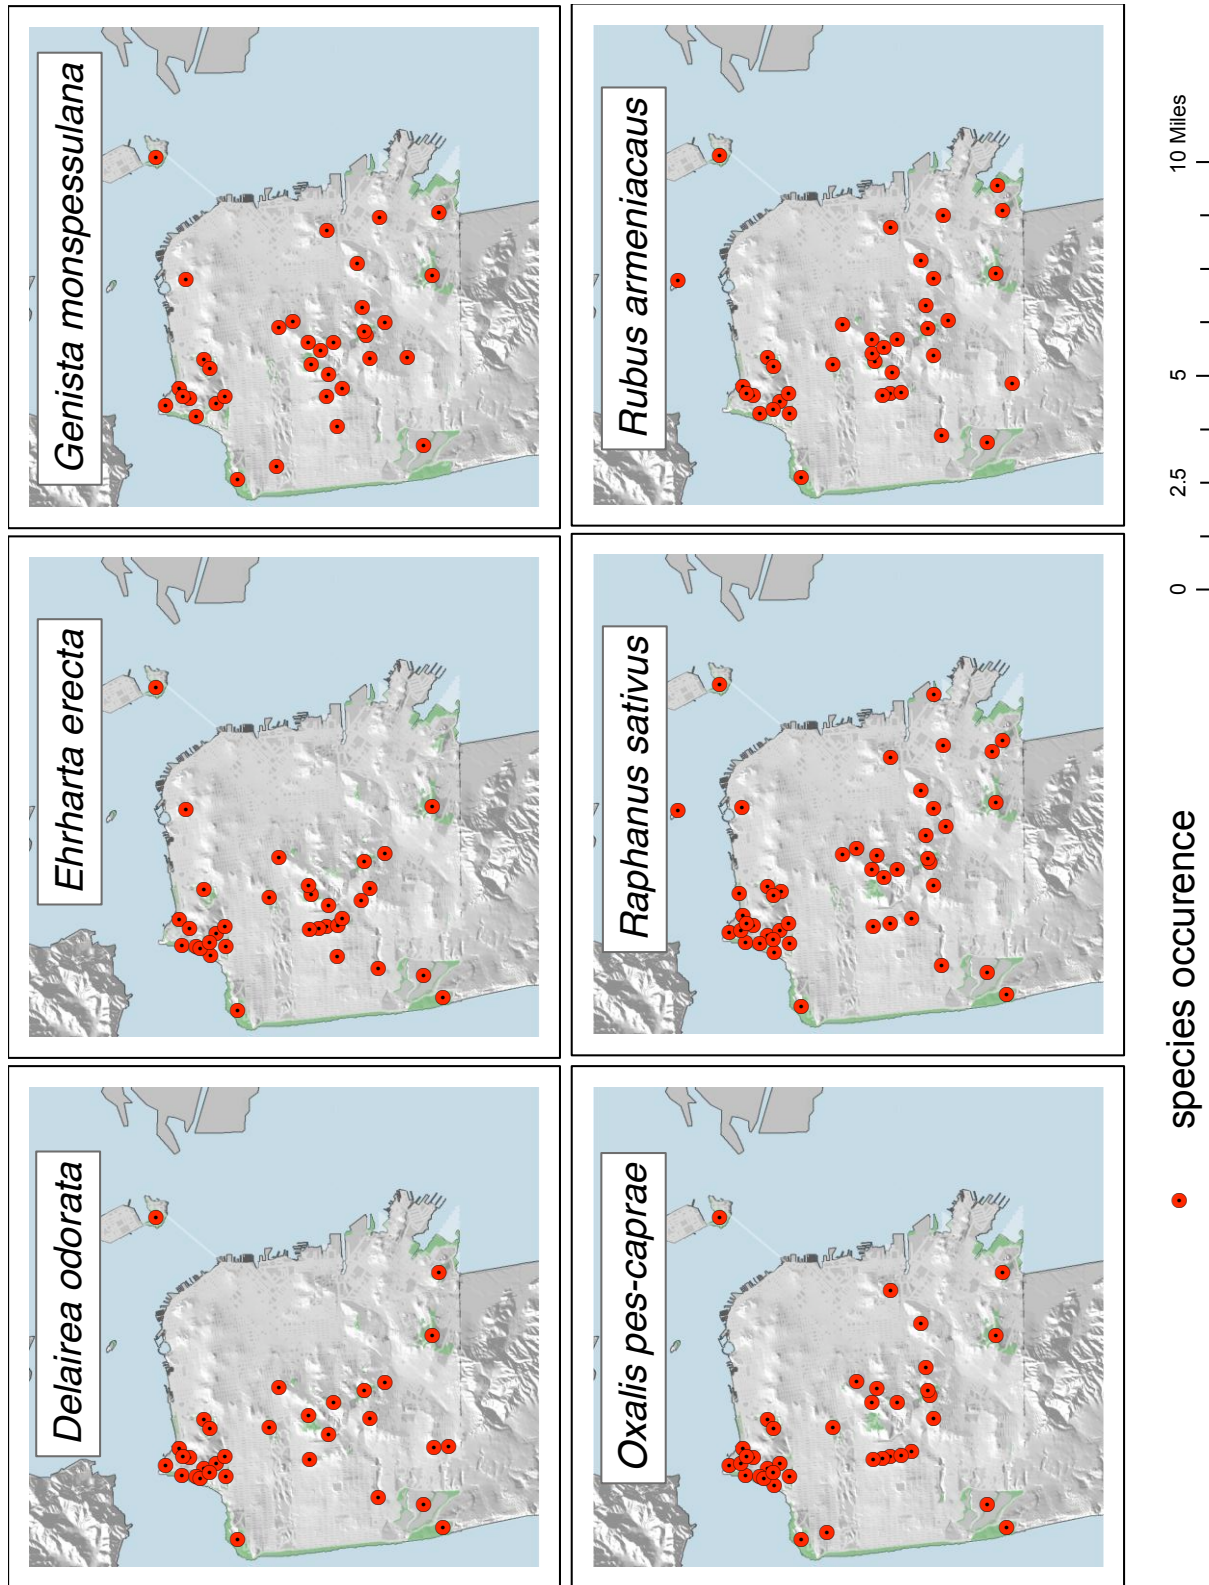 Delairea odorata
Ehrharta erecta
Genista monspessulana
Oxalis pes-caprae
Raphanus sativus
Rubus armeniacaus
species occurence
0 2.5 5 10 Miles